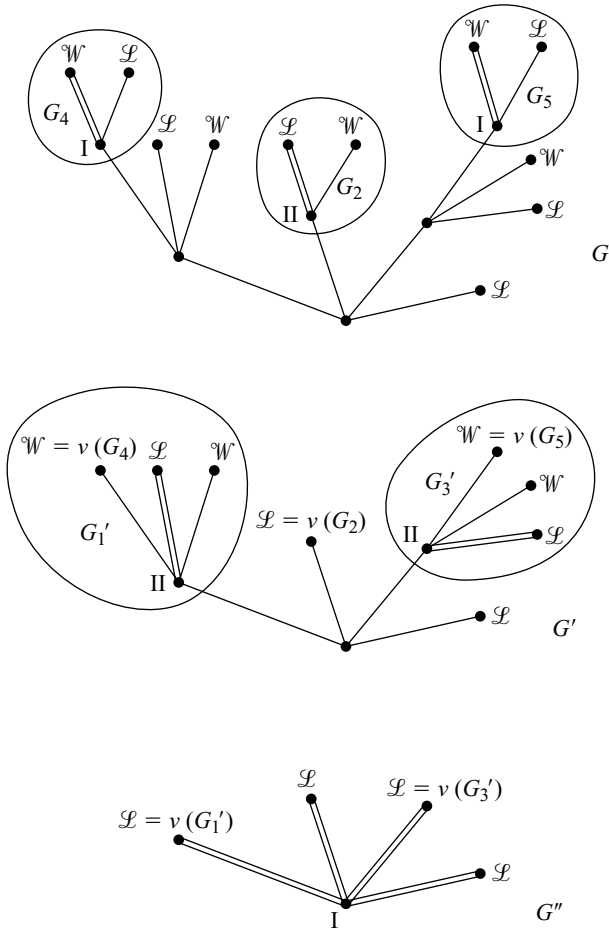 𝒲 ℒ
G₄
I
ℒ 𝒲
ℒ 𝒲
G₂
II
𝒲 ℒ
G₅
I
𝒲
ℒ
ℒ
G
𝒲 = v (G₄) ℒ 𝒲
G₁′
II
ℒ = v (G₂)
𝒲 = v (G₅)
G₃′
𝒲
II
ℒ
ℒ
G′
ℒ = v (G₁′)
ℒ
ℒ = v (G₃′)
ℒ
I
G″